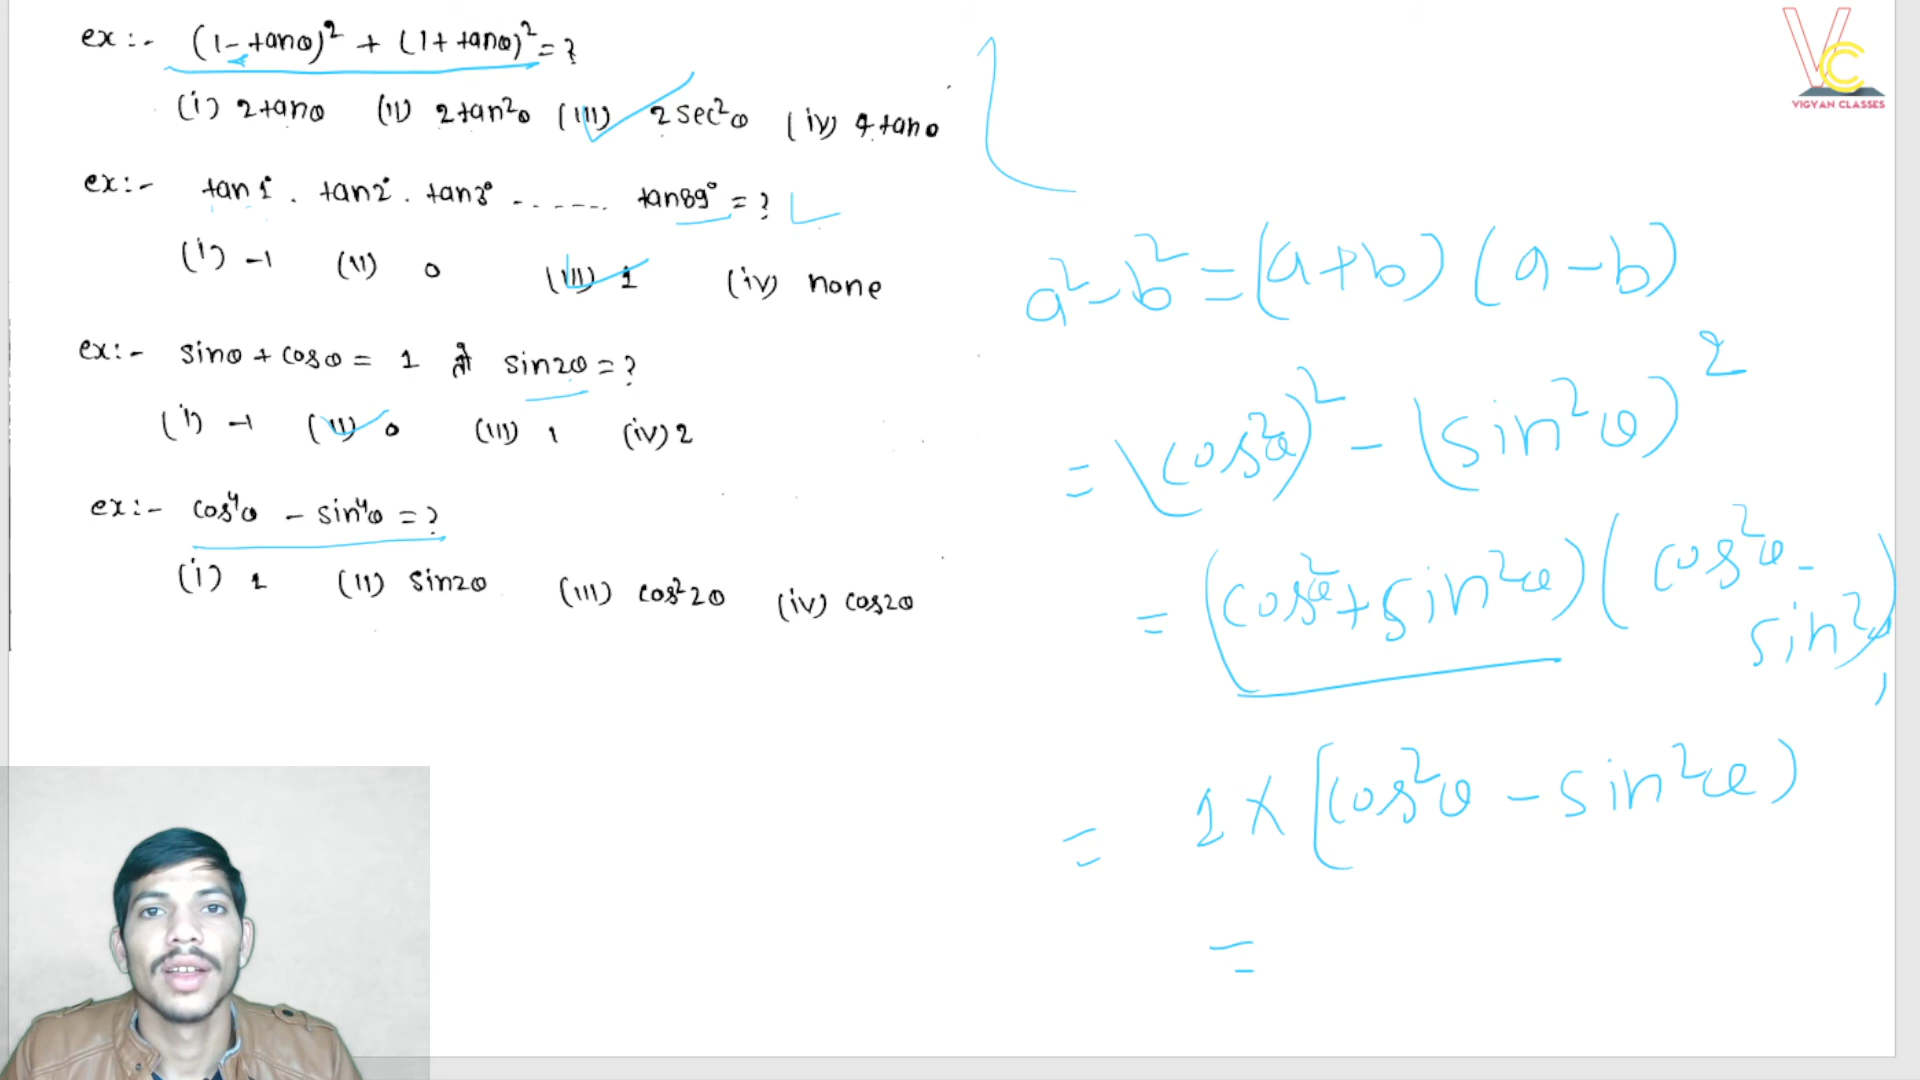 ex:- (1-tanθ)² + (1+tanθ)² = ?
(i) 2tanθ (ii) 2tan²θ (iii) 2sec²θ (iv) 4tanθ
ex:- tan1° . tan2° . tan3° ....... tan89° = ?
(i) -1 (ii) 0 (iii) 1 (iv) none
ex:- sinθ + cosθ = 1 तो sin2θ = ?
(i) -1 (ii) 0 (iii) 1 (iv) 2
ex:- cos⁴θ - sin⁴θ = ?
(i) 1 (ii) sin2θ (iii) cos²2θ (iv) cos2θ
a²-b² = (a+b) (a-b)
= (cos²θ)² - (sin²θ)²
= (cos²θ+sin²θ) (cos²θ-
sin²θ)
= 1 × (cos²θ - sin²θ)
=
VC
VIGYAN CLASSES